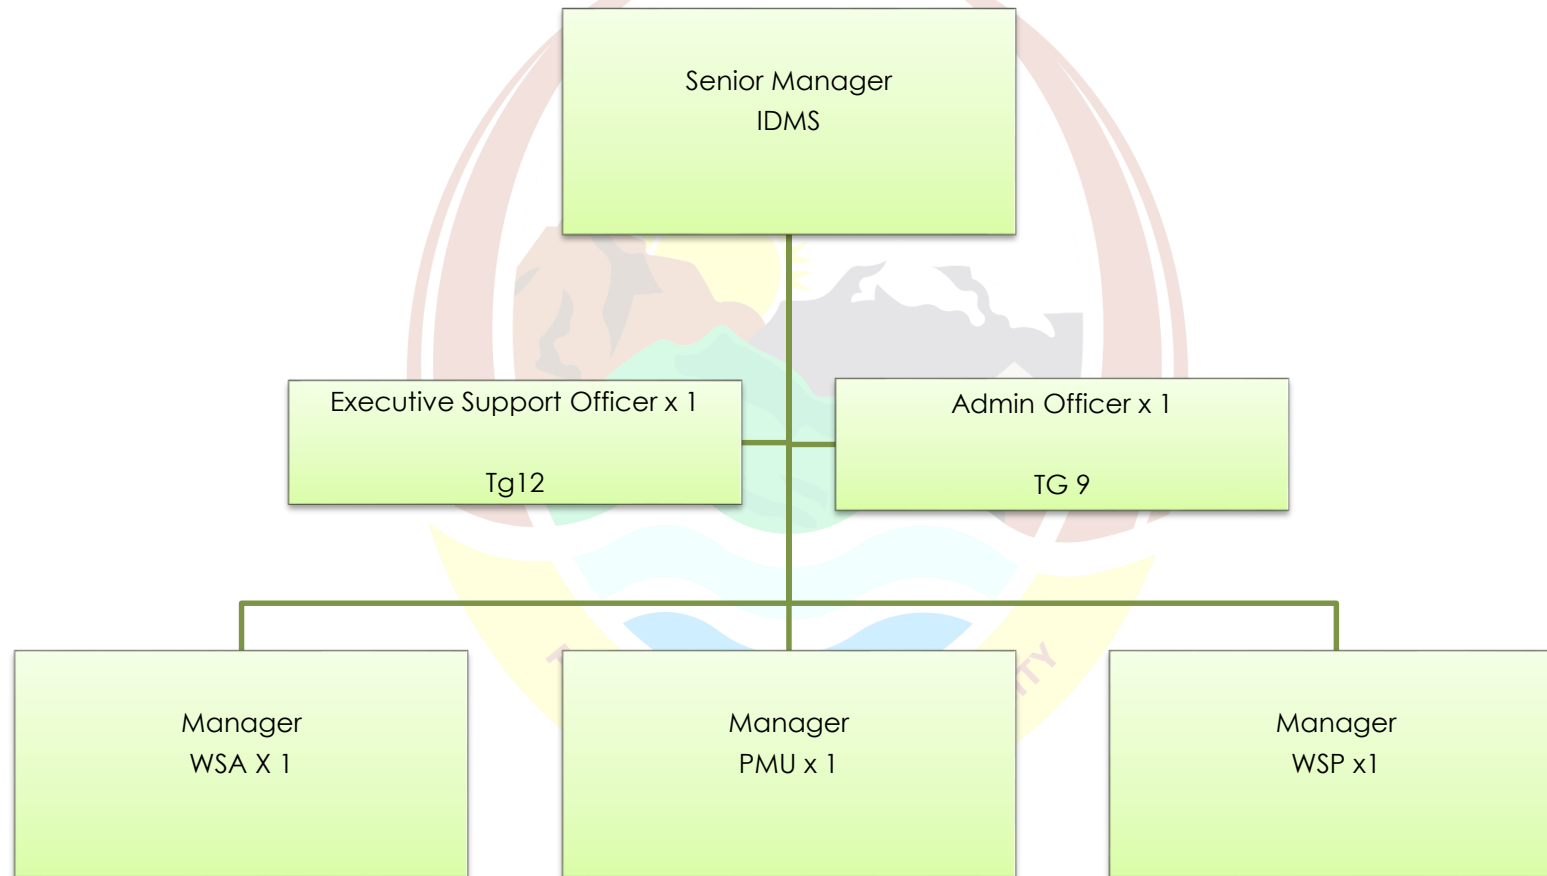 Senior Manager
IDMS
Executive Support Officer x 1
Tg12
Admin Officer x 1
TG 9
Manager
WSA X 1
Manager
PMU x 1
Manager
WSP x1